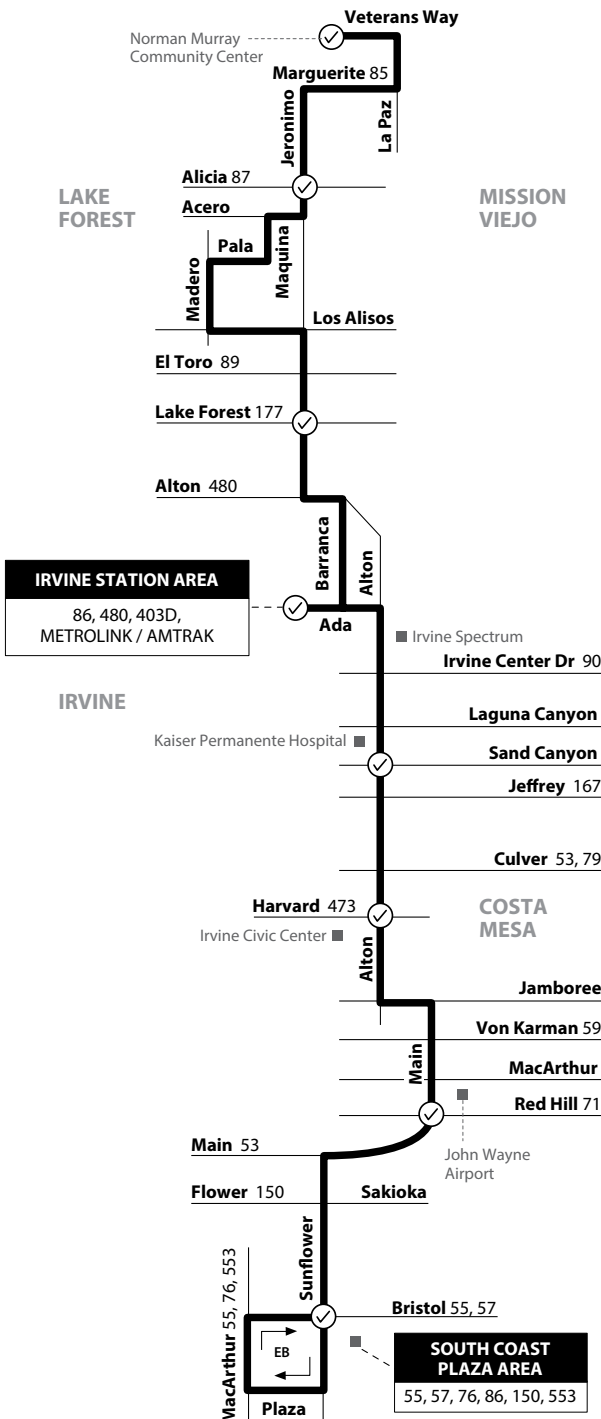 Veterans Way
Norman Murray
Community Center
Marguerite 85
Jeronimo
La Paz
Alicia 87
LAKE
FOREST
MISSION
VIEJO
Acero
Pala
Maquina
Madero
Los Alisos
El Toro 89
Lake Forest 177
Alton 480
Barranca
Alton
IRVINE STATION AREA
86, 480, 403D,
METROLINK / AMTRAK
Ada
Irvine Spectrum
Irvine Center Dr 90
IRVINE
Laguna Canyon
Kaiser Permanente Hospital
Sand Canyon
Jeffrey 167
Culver 53, 79
Harvard 473
COSTA
MESA
Irvine Civic Center
Alton
Jamboree
Von Karman 59
Main
MacArthur
Red Hill 71
John Wayne
Airport
Main 53
Flower 150
Sakioka
Sunflower
MacArthur 55, 76, 553
Bristol 55, 57
EB
SOUTH COAST
PLAZA AREA
55, 57, 76, 86, 150, 553
Plaza